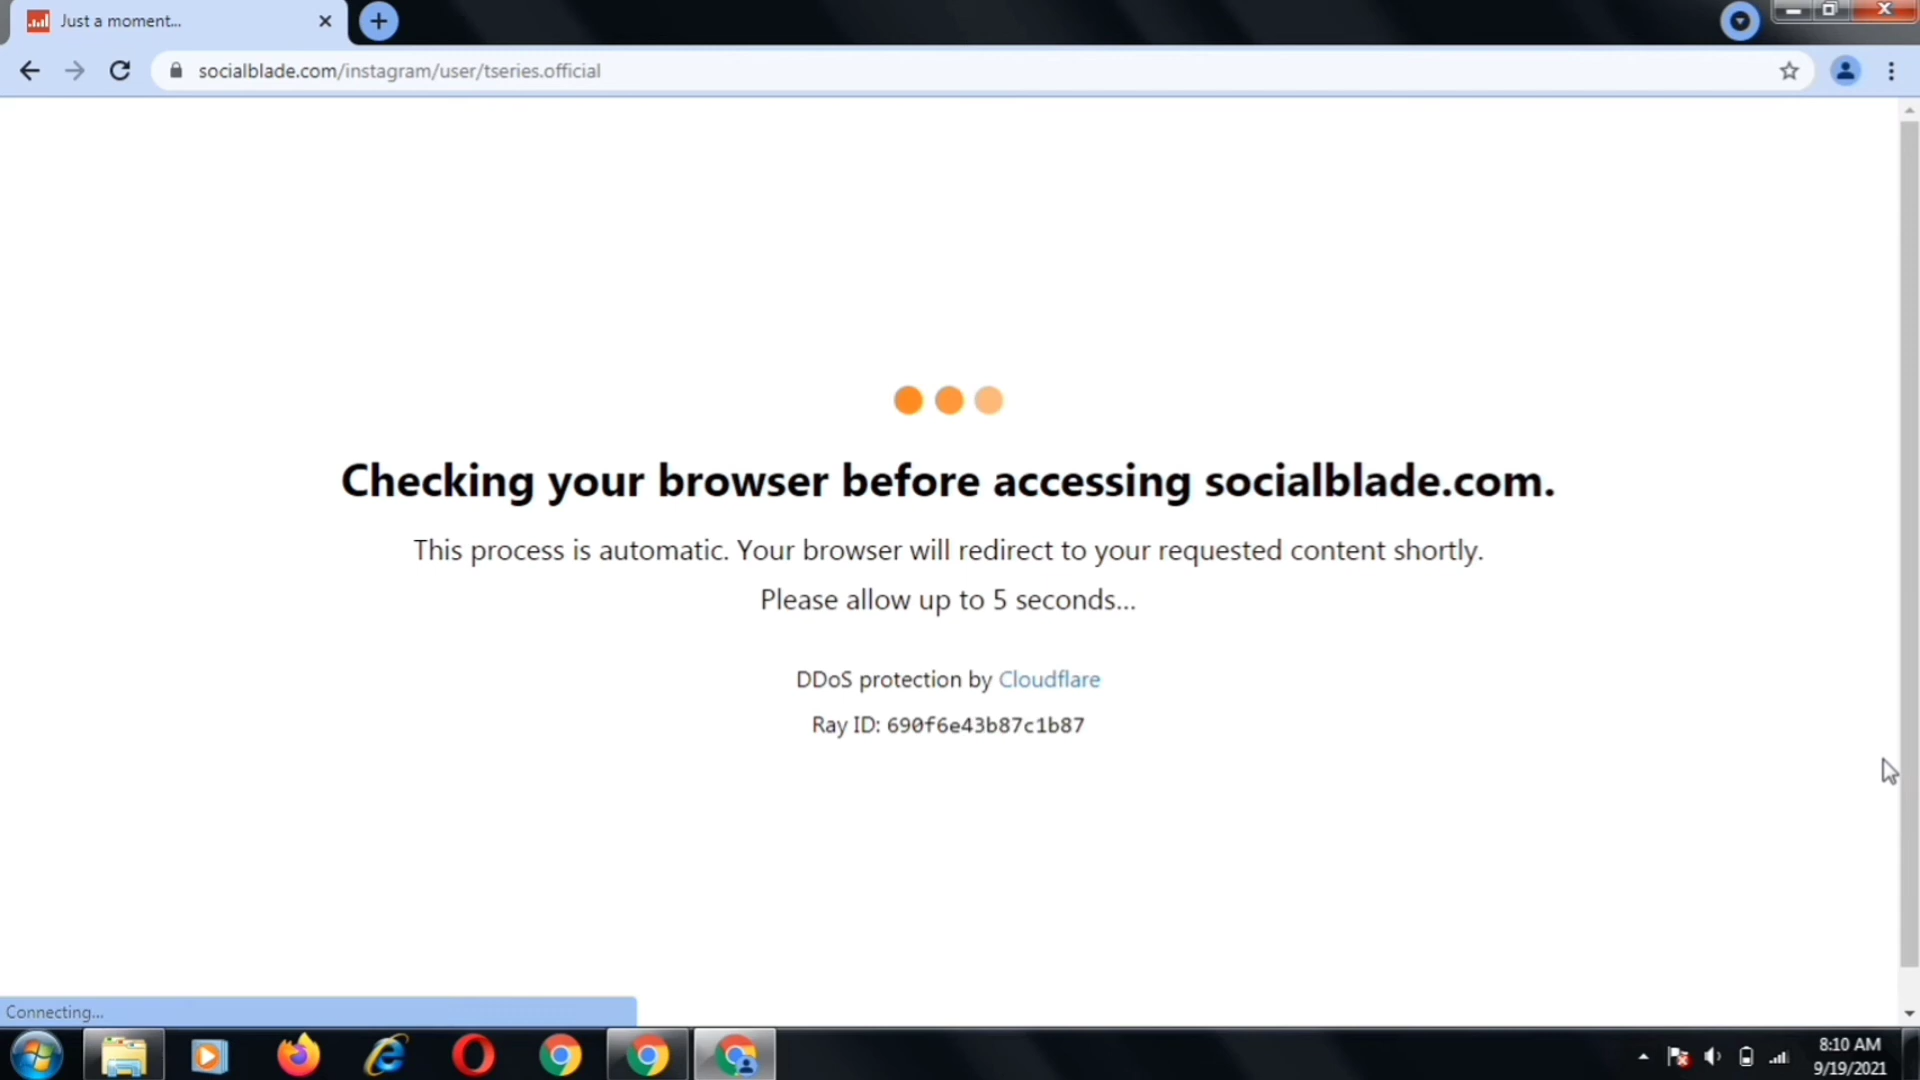 Just a moment...
socialblade.com/instagram/user/tseries.official
Checking your browser before accessing socialblade.com.
This process is automatic. Your browser will redirect to your requested content shortly.
Please allow up to 5 seconds...
DDoS protection by Cloudflare
Ray ID: 690f6e43b87c1b87
Connecting...
8:10 AM
9/19/2021